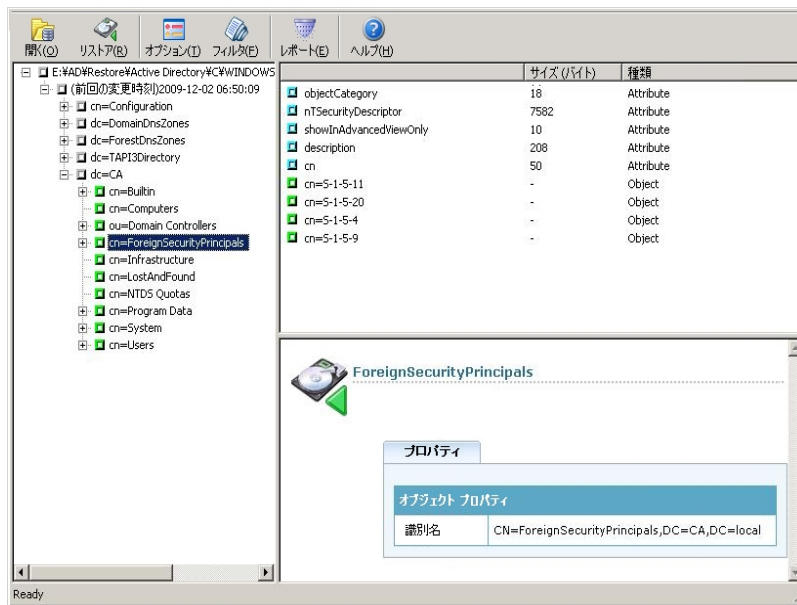 開く(O) リストア(R) オプション(T) フィルタ(F) レポート(E) ヘルプ(H)
E:¥AD¥Restore¥Active Directory¥C¥WINDOWS
(前回の変更時刻)2009-12-02 06:50:09
cn=Configuration
dc=DomainDnsZones
dc=ForestDnsZones
dc=TAPI3Directory
dc=CA
cn=Builtin
cn=Computers
ou=Domain Controllers
cn=ForeignSecurityPrincipals
cn=Infrastructure
cn=LostAndFound
cn=NTDS Quotas
cn=Program Data
cn=System
cn=Users
サイズ (バイト) 種類
objectCategory 18 Attribute
nTSecurityDescriptor 7582 Attribute
showInAdvancedViewOnly 10 Attribute
description 208 Attribute
cn 50 Attribute
cn=S-1-5-11 - Object
cn=S-1-5-20 - Object
cn=S-1-5-4 - Object
cn=S-1-5-9 - Object
ForeignSecurityPrincipals
プロパティ
オブジェクト プロパティ
識別名 CN=ForeignSecurityPrincipals,DC=CA,DC=local
Ready